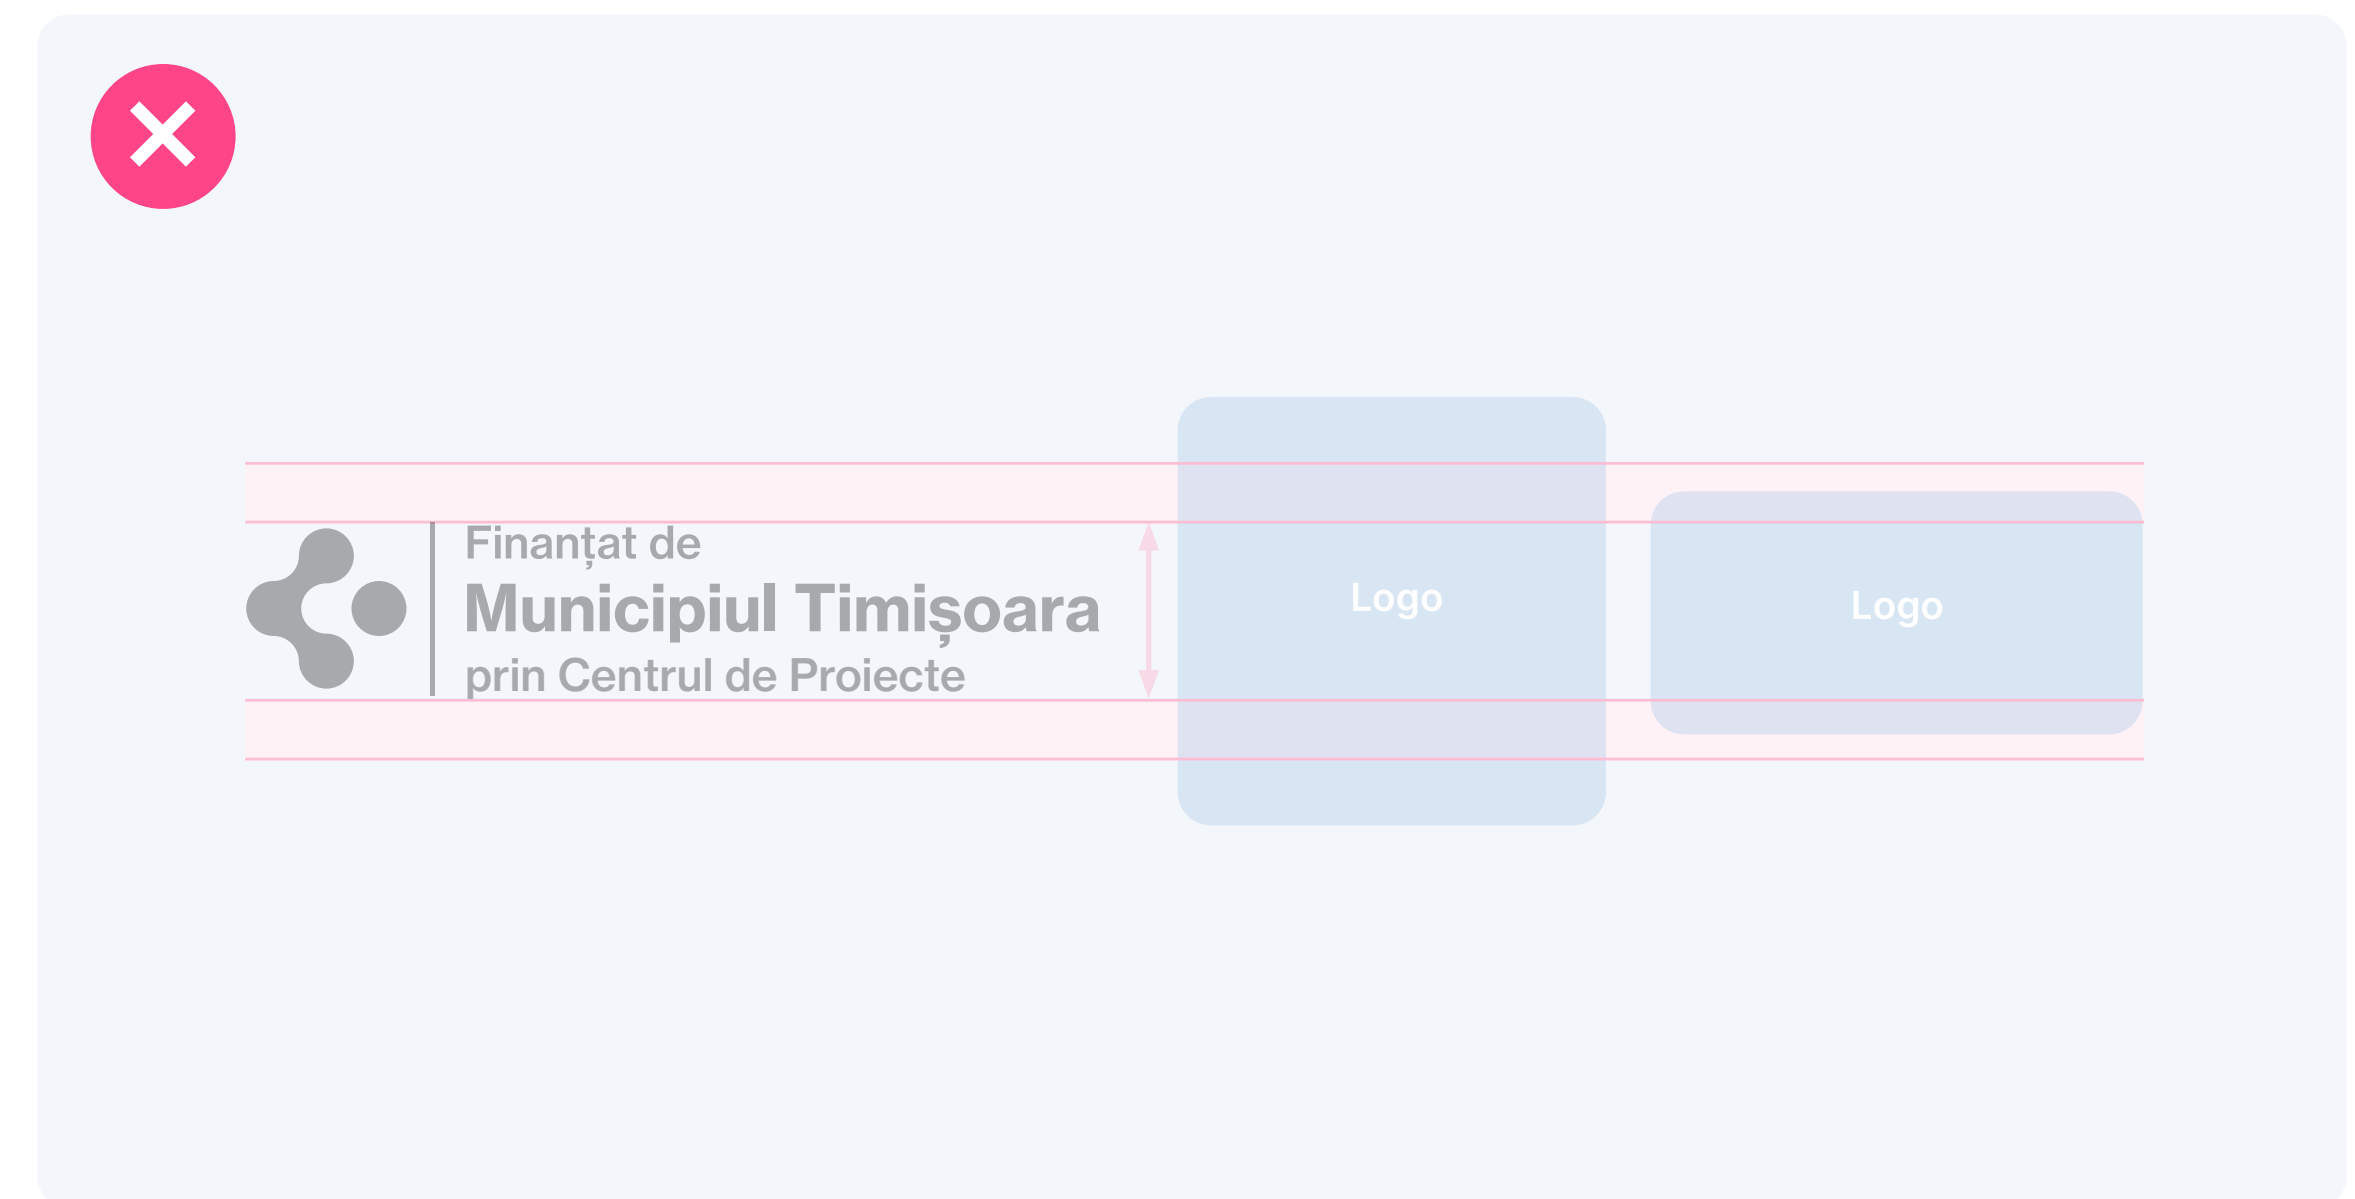 Finanțat de
Municipiul Timișoara
prin Centrul de Proiecte
Logo
Logo